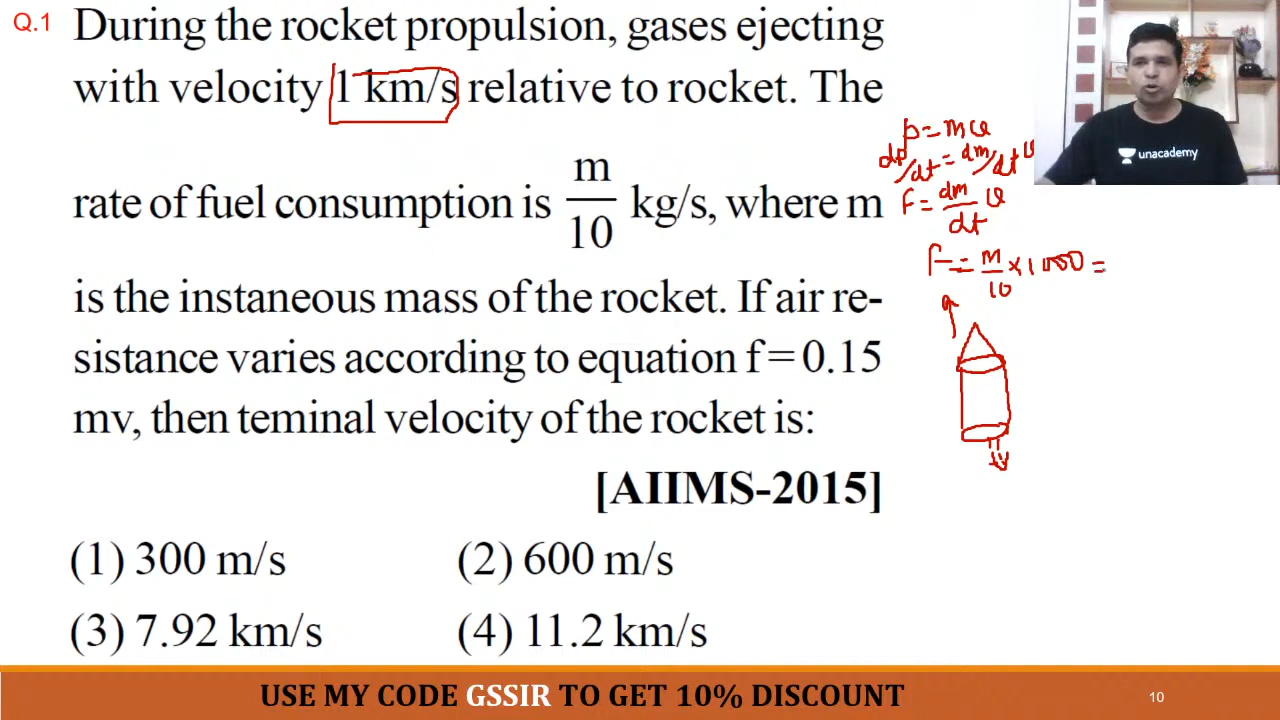 Q.1 During the rocket propulsion, gases ejecting
with velocity 1 km/s relative to rocket. The
rate of fuel consumption is m/10 kg/s, where m
is the instaneous mass of the rocket. If air re-
sistance varies according to equation f = 0.15
mv, then teminal velocity of the rocket is:
[AIIMS-2015]
(1) 300 m/s (2) 600 m/s
(3) 7.92 km/s (4) 11.2 km/s
p = mv
dp/dt = dm/dt v
F = dm/dt v
F = m/10 × 1000 =
unacademy
USE MY CODE GSSIR TO GET 10% DISCOUNT
10